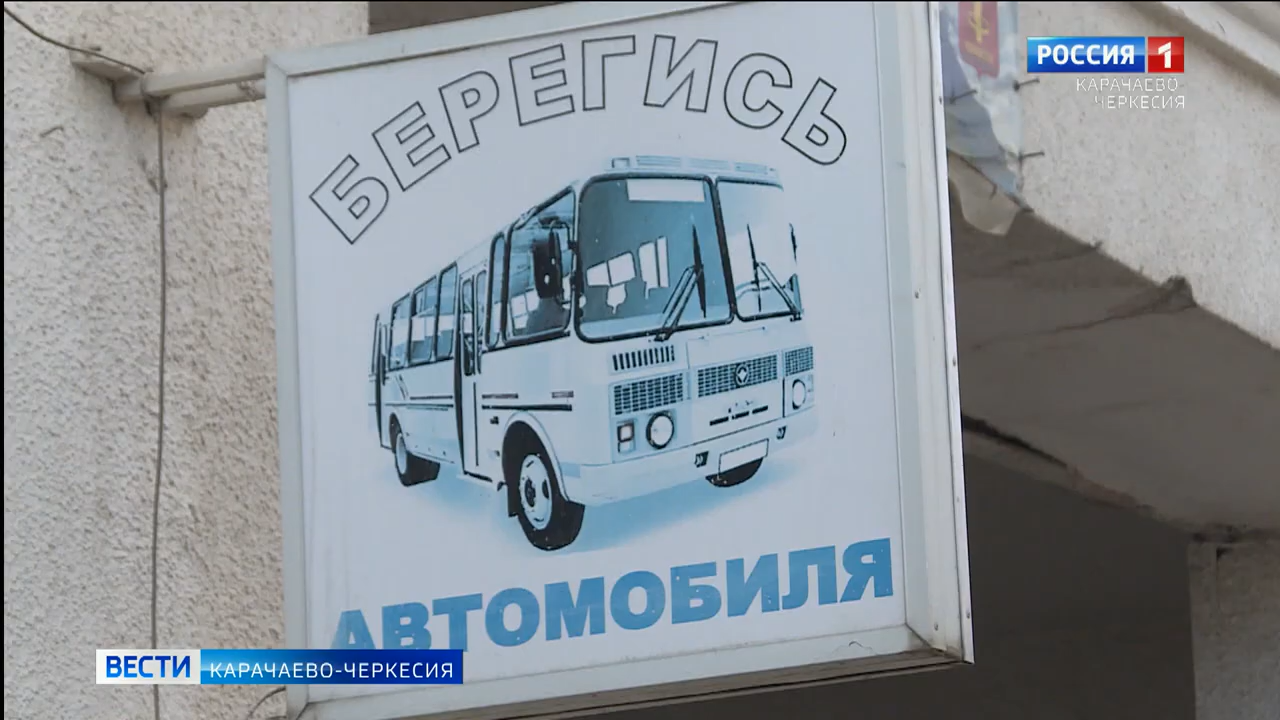 РОССИЯ 1
КАРАЧАЕВО-
ЧЕРКЕСИЯ
БЕРЕГИСЬ
АВТОМОБИЛЯ
ВЕСТИ КАРАЧАЕВО-ЧЕРКЕСИЯ